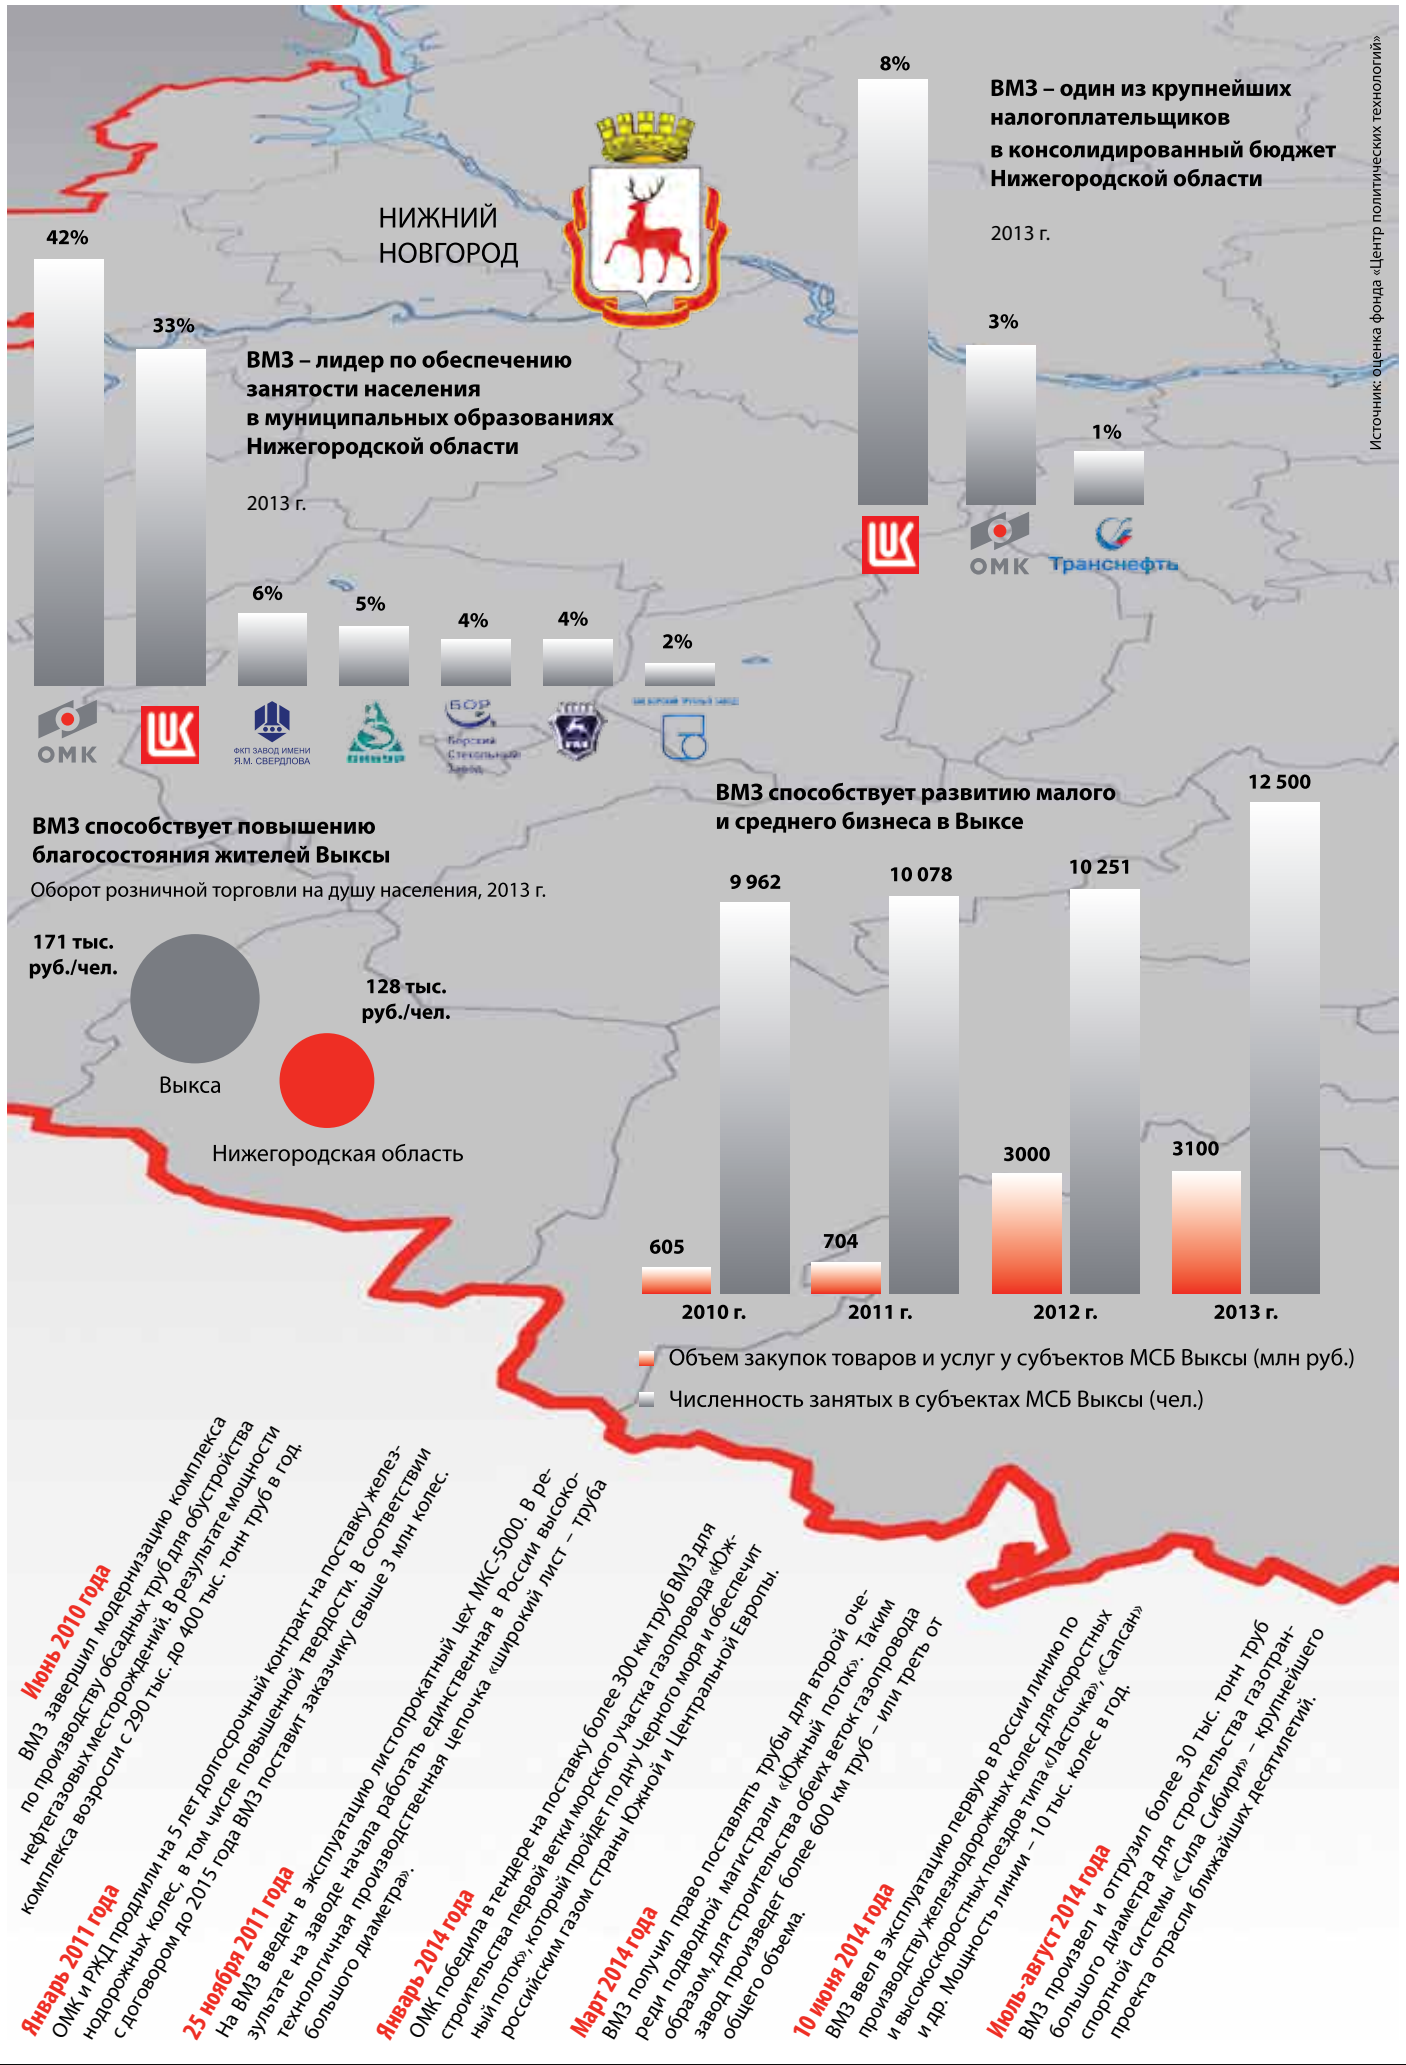 8%
ВМЗ – один из крупнейших
налогоплательщиков
в консолидированный бюджет
Нижегородской области
2013 г.
Источник: оценка фонда «Центр политических технологий»
НИЖНИЙ
НОВГОРОД
3%
1%
LUK
ОМК
Транснефть
42%
33%
ВМЗ – лидер по обеспечению
занятости населения
в муниципальных образованиях
Нижегородской области
2013 г.
6%
5%
4%
4%
2%
ОМК
LUK
ФКП ЗАВОД ИМЕНИ
Я.М. СВЕРДЛОВА
СИБУР
БОР
Борский
Стекольный
Завод
ВМЗ способствует повышению
благосостояния жителей Выксы
Оборот розничной торговли на душу населения, 2013 г.
171 тыс.
руб./чел.
128 тыс.
руб./чел.
Выкса
Нижегородская область
ВМЗ способствует развитию малого
и среднего бизнеса в Выксе
9 962
10 078
10 251
12 500
605
704
3000
3100
2010 г.
2011 г.
2012 г.
2013 г.
Объем закупок товаров и услуг у субъектов МСБ Выксы (млн руб.)
Численность занятых в субъектах МСБ Выксы (чел.)
Июнь 2010 года
ВМЗ завершил модернизацию комплекса
по производству обсадных труб для обустройства
нефтегазовых месторождений. В результате мощности
комплекса возросли с 290 тыс. до 400 тыс. тонн труб в год.
Январь 2011 года
ОМК и РЖД продлили на 5 лет долгосрочный контракт на поставку желез-
нодорожных колес, в том числе повышенной твердости. В соответствии
с договором до 2015 года ВМЗ поставит заказчику свыше 3 млн колес.
25 ноября 2011 года
На ВМЗ введен в эксплуатацию листопрокатный цех МКС-5000. В ре-
зультате на заводе начала работать единственная в России высоко-
технологичная производственная цепочка «широкий лист – труба
большого диаметра».
Январь 2014 года
ОМК победила в тендере на поставку более 300 км труб ВМЗ для
строительства первой ветки морского участка газопровода «Юж-
ный поток», который пройдет по дну Черного моря и обеспечит
российским газом страны Южной и Центральной Европы.
Март 2014 года
ВМЗ получил право поставлять трубы для второй оче-
реди подводной магистрали «Южный поток». Таким
образом, для строительства обеих веток газопровода
завод произведет более 600 км труб – или треть от
общего объема.
10 июня 2014 года
ВМЗ ввел в эксплуатацию первую в России линию по
производству железнодорожных колес для скоростных
и высокоскоростных поездов типа «Ласточка», «Сапсан»
и др. Мощность линии – 10 тыс. колес в год.
Июль-август 2014 года
ВМЗ произвел и отгрузил более 30 тыс. тонн труб
большого диаметра для строительства газотран-
спортной системы «Сила Сибири» – крупнейшего
проекта отрасли ближайших десятилетий.